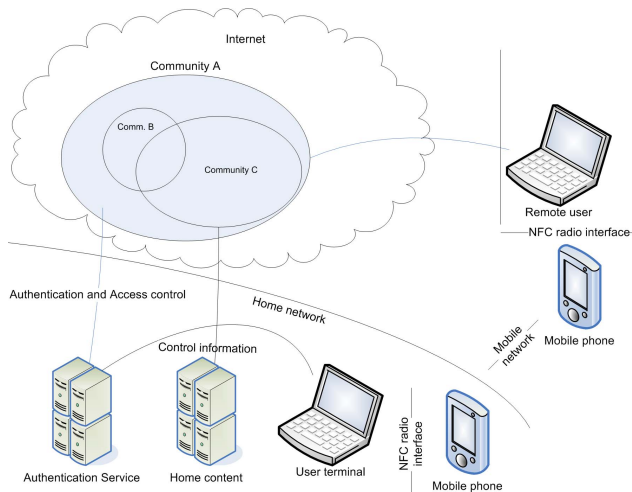 Internet
Community A
Comm. B
Community C
Remote user
NFC radio interface
Mobile phone
Mobile
network
Authentication and Access control
Home network
Control information
Authentication Service
Home content
User terminal
NFC radio
interface
Mobile phone